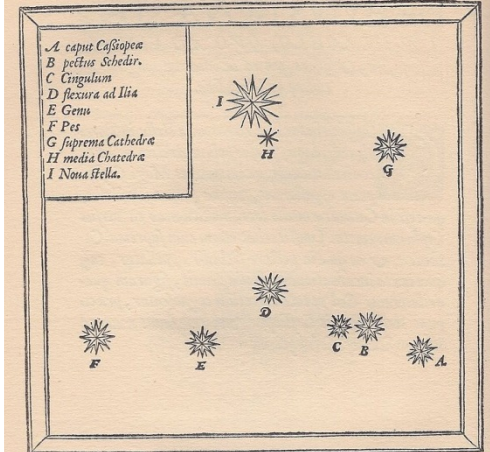 A caput Caßiopeæ
B pectus Schedir.
C Cingulum
D flexura ad Ilia
E Genu
F Pes
G suprema Cathedræ
H media Chatedræ
I Noua stella.
I
H
G
D
C B
F E A